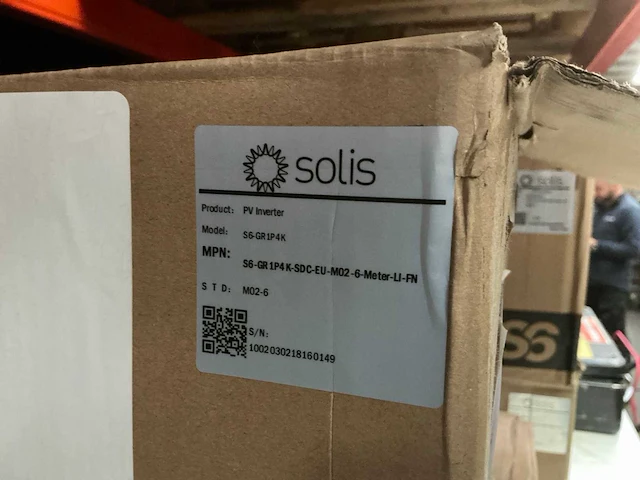 solis
Product: PV Inverter
Model: S6-GR1P4K
MPN:
S6-GR1P4K-SDC-EU-M02-6-Meter-LI-FN
S T D: M02-6
S/N:
1002030218160149
S6